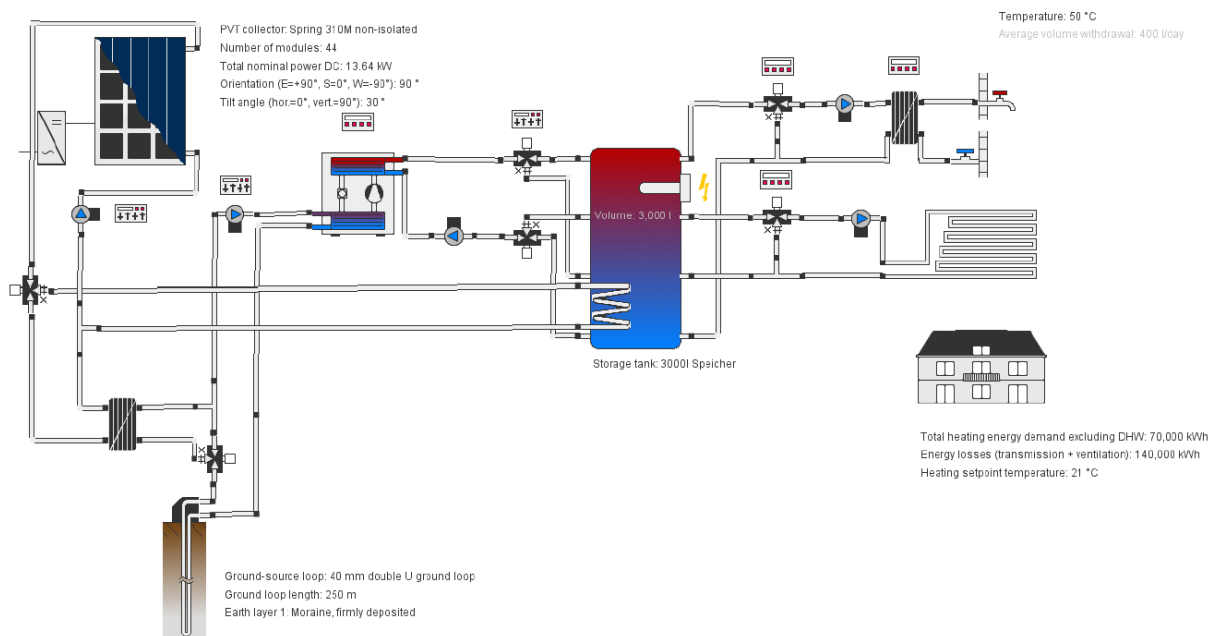 PVT collector: Spring 310M non-isolated
Number of modules: 44
Total nominal power DC: 13.64 kW
Orientation (E=+90°, S=0°, W=-90°): 90 °
Tilt angle (hor.=0°, vert.=90°): 30 °
Temperature: 50 °C
Average volume withdrawal: 400 l/day
Volume: 3,000 l
Storage tank: 3000l Speicher
Total heating energy demand excluding DHW: 70,000 kWh
Energy losses (transmission + ventilation): 140,000 kWh
Heating setpoint temperature: 21 °C
Ground-source loop: 40 mm double U ground loop
Ground loop length: 250 m
Earth layer 1: Moraine, firmly deposited